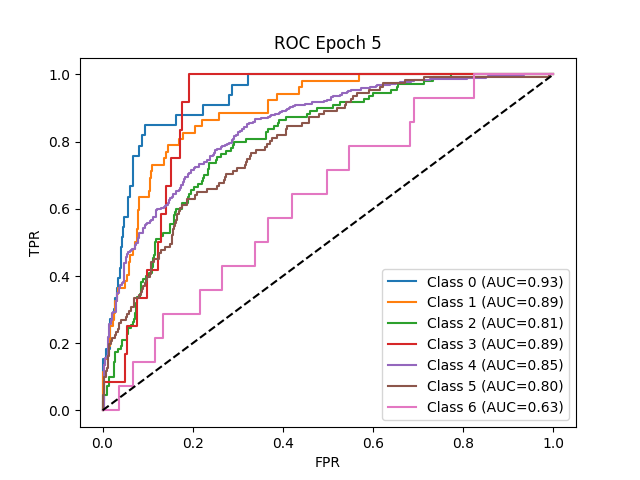 ROC Epoch 5
TPR
1.0
0.8
0.6
0.4
0.2
0.0
Class 0 (AUC=0.93)
Class 1 (AUC=0.89)
Class 2 (AUC=0.81)
Class 3 (AUC=0.89)
Class 4 (AUC=0.85)
Class 5 (AUC=0.80)
Class 6 (AUC=0.63)
0.0 0.2 0.4 0.6 0.8 1.0
FPR